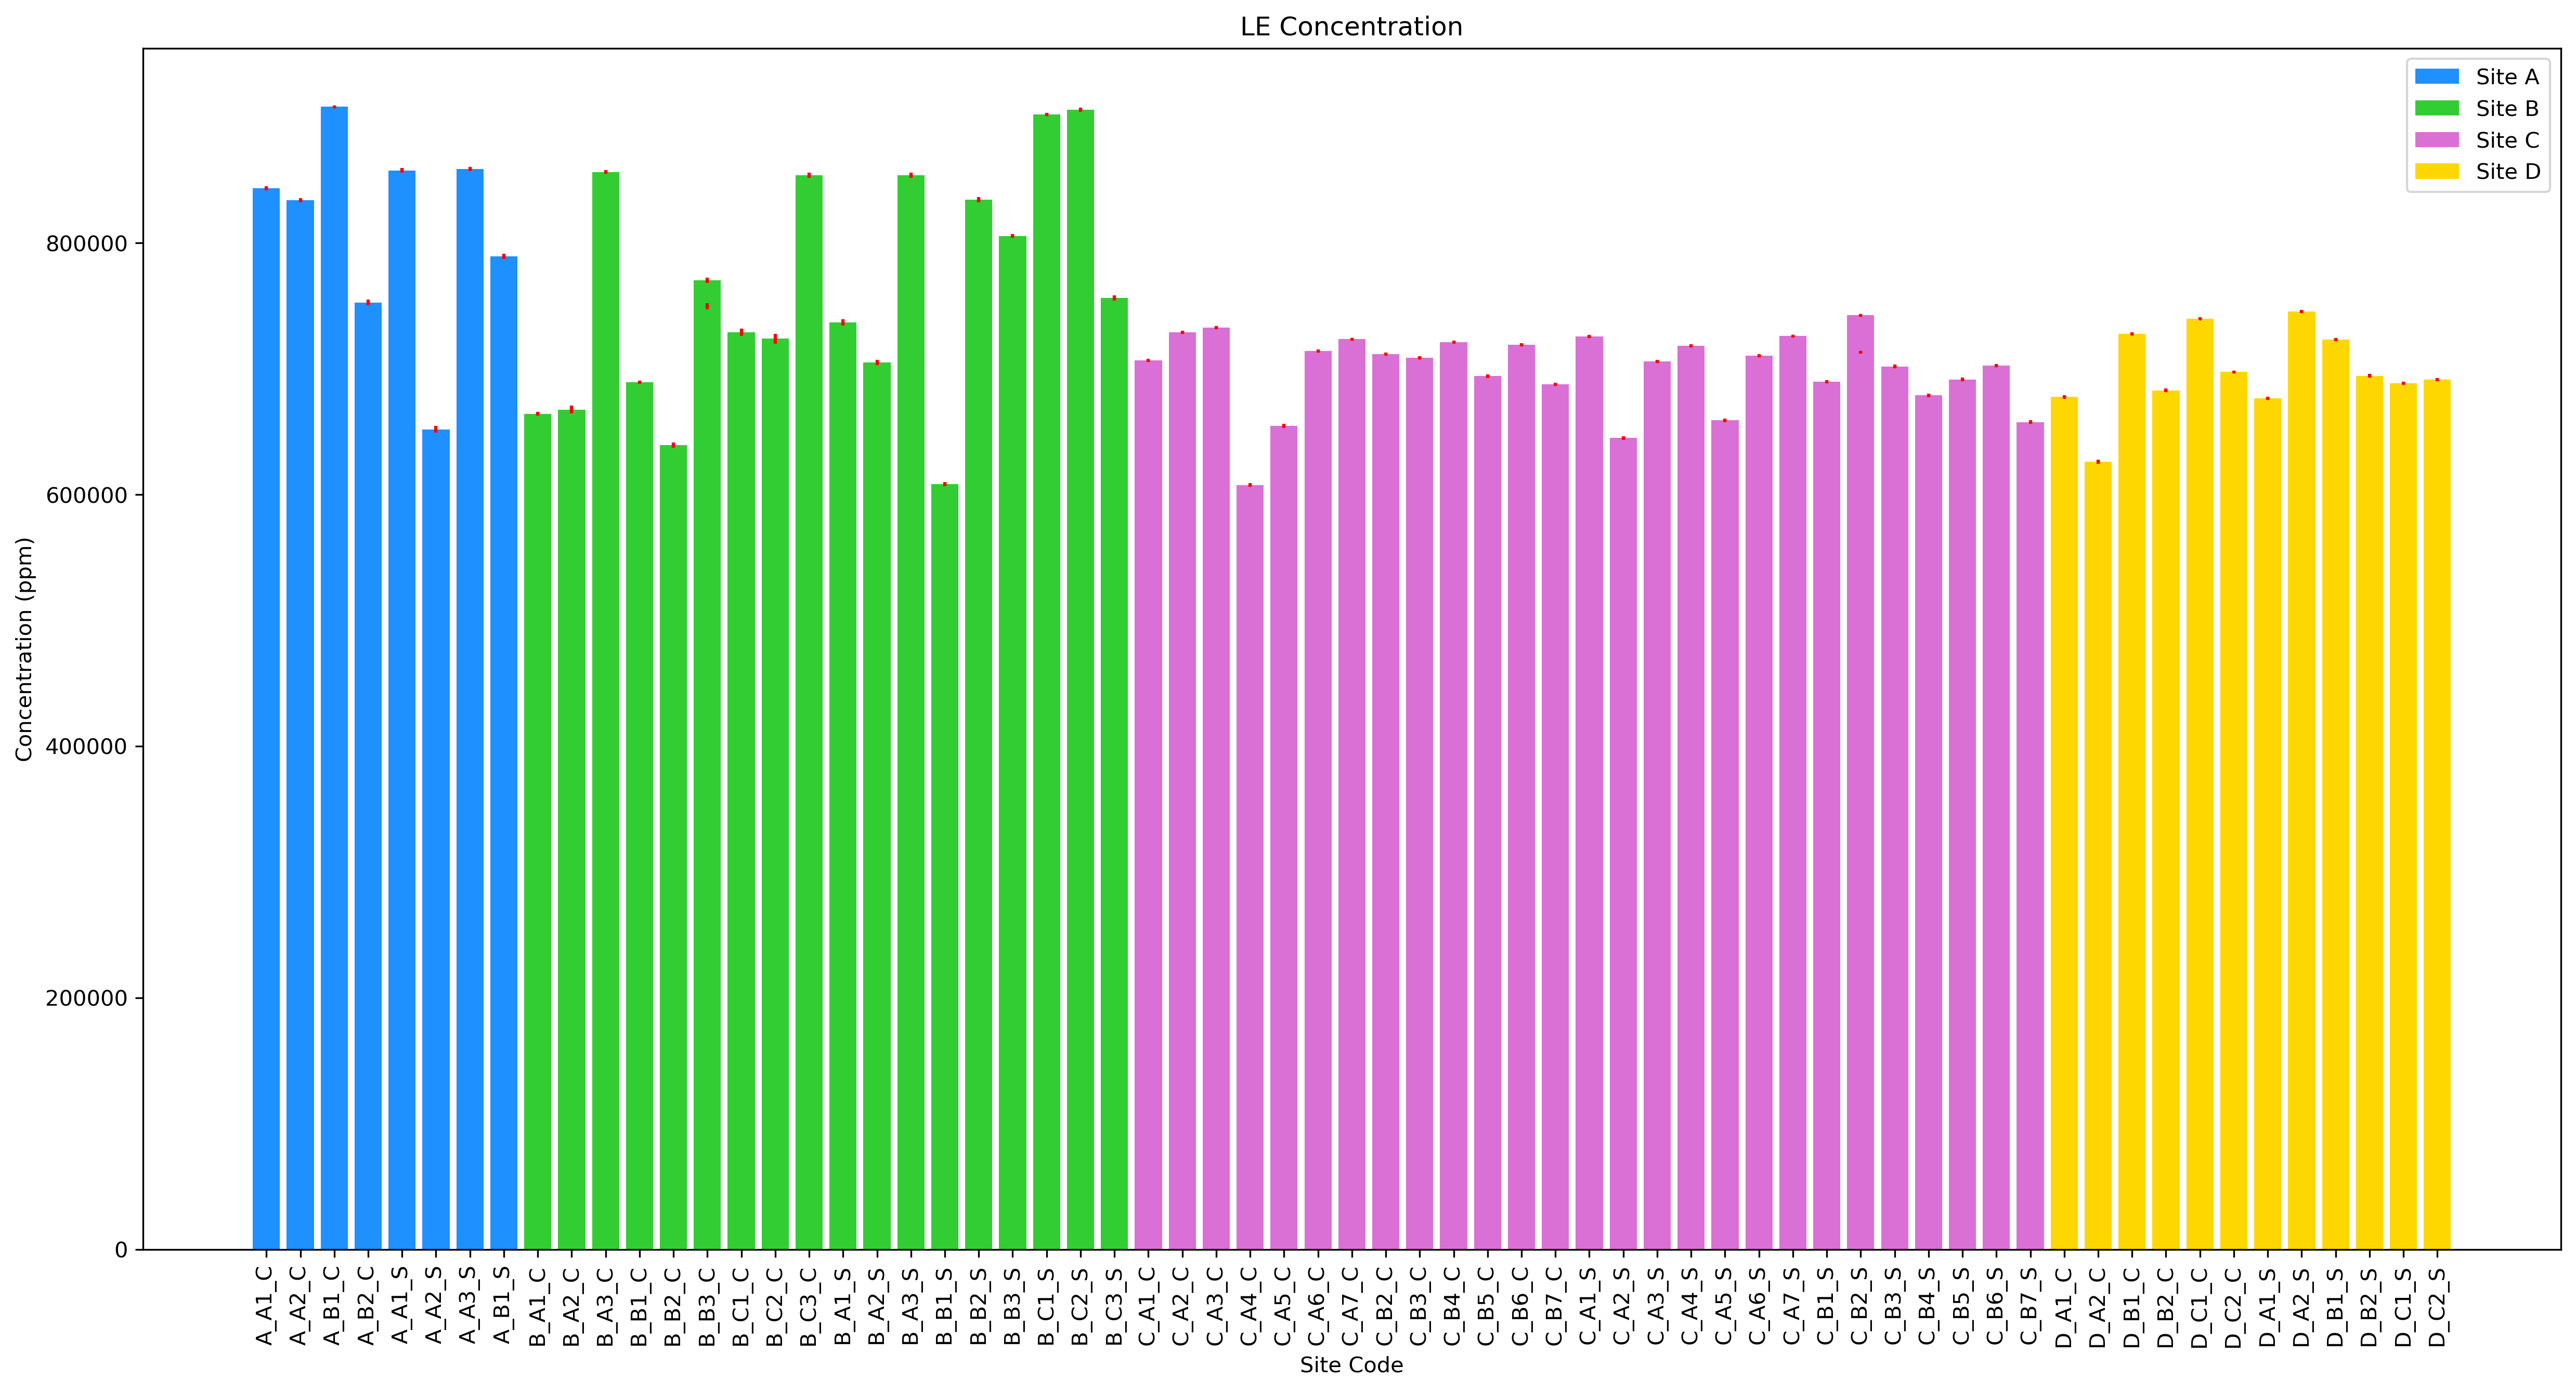 LE Concentration
Site A
Site B
Site C
Site D
Concentration (ppm)
800000
600000
400000
200000
0
A_A1_C
A_A2_C
A_B1_C
A_B2_C
A_A1_S
A_A2_S
A_A3_S
A_B1_S
B_A1_C
B_A2_C
B_A3_C
B_B1_C
B_B2_C
B_B3_C
B_C1_C
B_C2_C
B_C3_C
B_A1_S
B_A2_S
B_A3_S
B_B1_S
B_B2_S
B_B3_S
B_C1_S
B_C2_S
B_C3_S
C_A1_C
C_A2_C
C_A3_C
C_A4_C
C_A5_C
C_A6_C
C_A7_C
C_B2_C
C_B3_C
C_B4_C
C_B5_C
C_B6_C
C_B7_C
C_A1_S
C_A2_S
C_A3_S
C_A4_S
C_A5_S
C_A6_S
C_A7_S
C_B1_S
C_B2_S
C_B3_S
C_B4_S
C_B5_S
C_B6_S
C_B7_S
D_A1_C
D_A2_C
D_B1_C
D_B2_C
D_C1_C
D_C2_C
D_A1_S
D_A2_S
D_B1_S
D_B2_S
D_C1_S
D_C2_S
Site Code